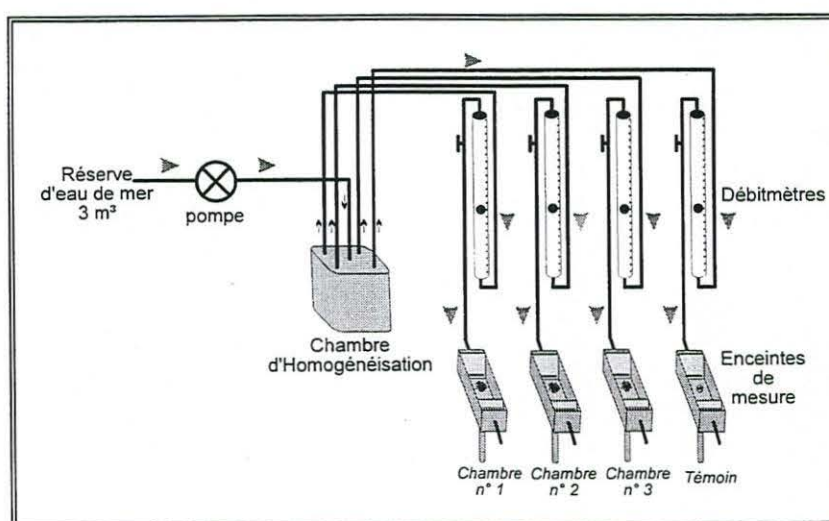 Réserve
d'eau de mer
3 m³
pompe
Débitmètres
Chambre
d'Homogénéisation
Enceintes
de
mesure
Chambre
n° 1
Chambre
n° 2
Chambre
n° 3
Témoin